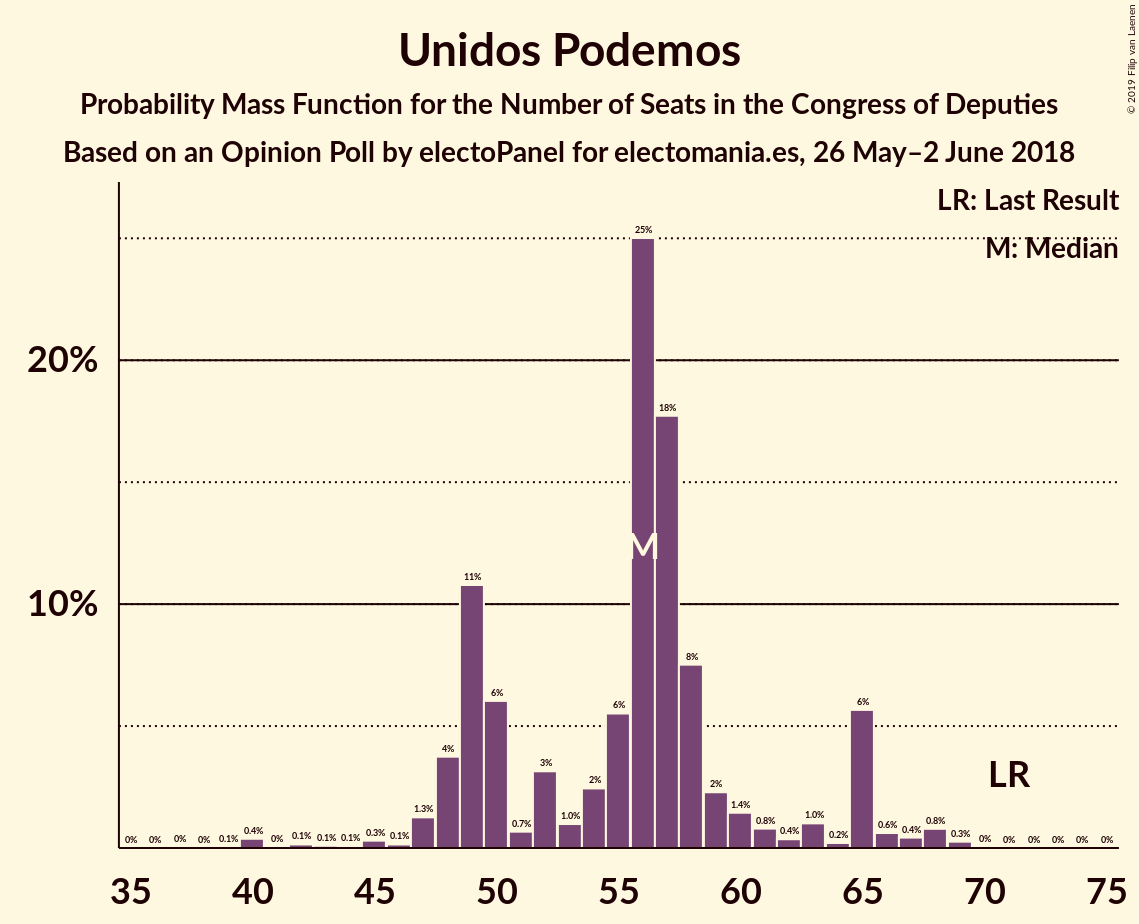 Unidos Podemos
Probability Mass Function for the Number of Seats in the Congress of Deputies
Based on an Opinion Poll by electoPanel for electomania.es, 26 May–2 June 2018
© 2019 Filip van Laenen
LR: Last Result
M: Median
25%
20%
18%
M
11%
10%
8%
6%
6%
6%
4%
3%
2%
2%
LR
1.3%
1.4%
0.7%
1.0%
0.8%
0.4%
1.0%
0.2%
0.6%
0.4%
0.8%
0.3%
0% 0% 0% 0% 0.1% 0.4% 0% 0.1% 0.1% 0.1% 0.3% 0.1%
0% 0% 0% 0% 0% 0%
35 40 45 50 55 60 65 70 75